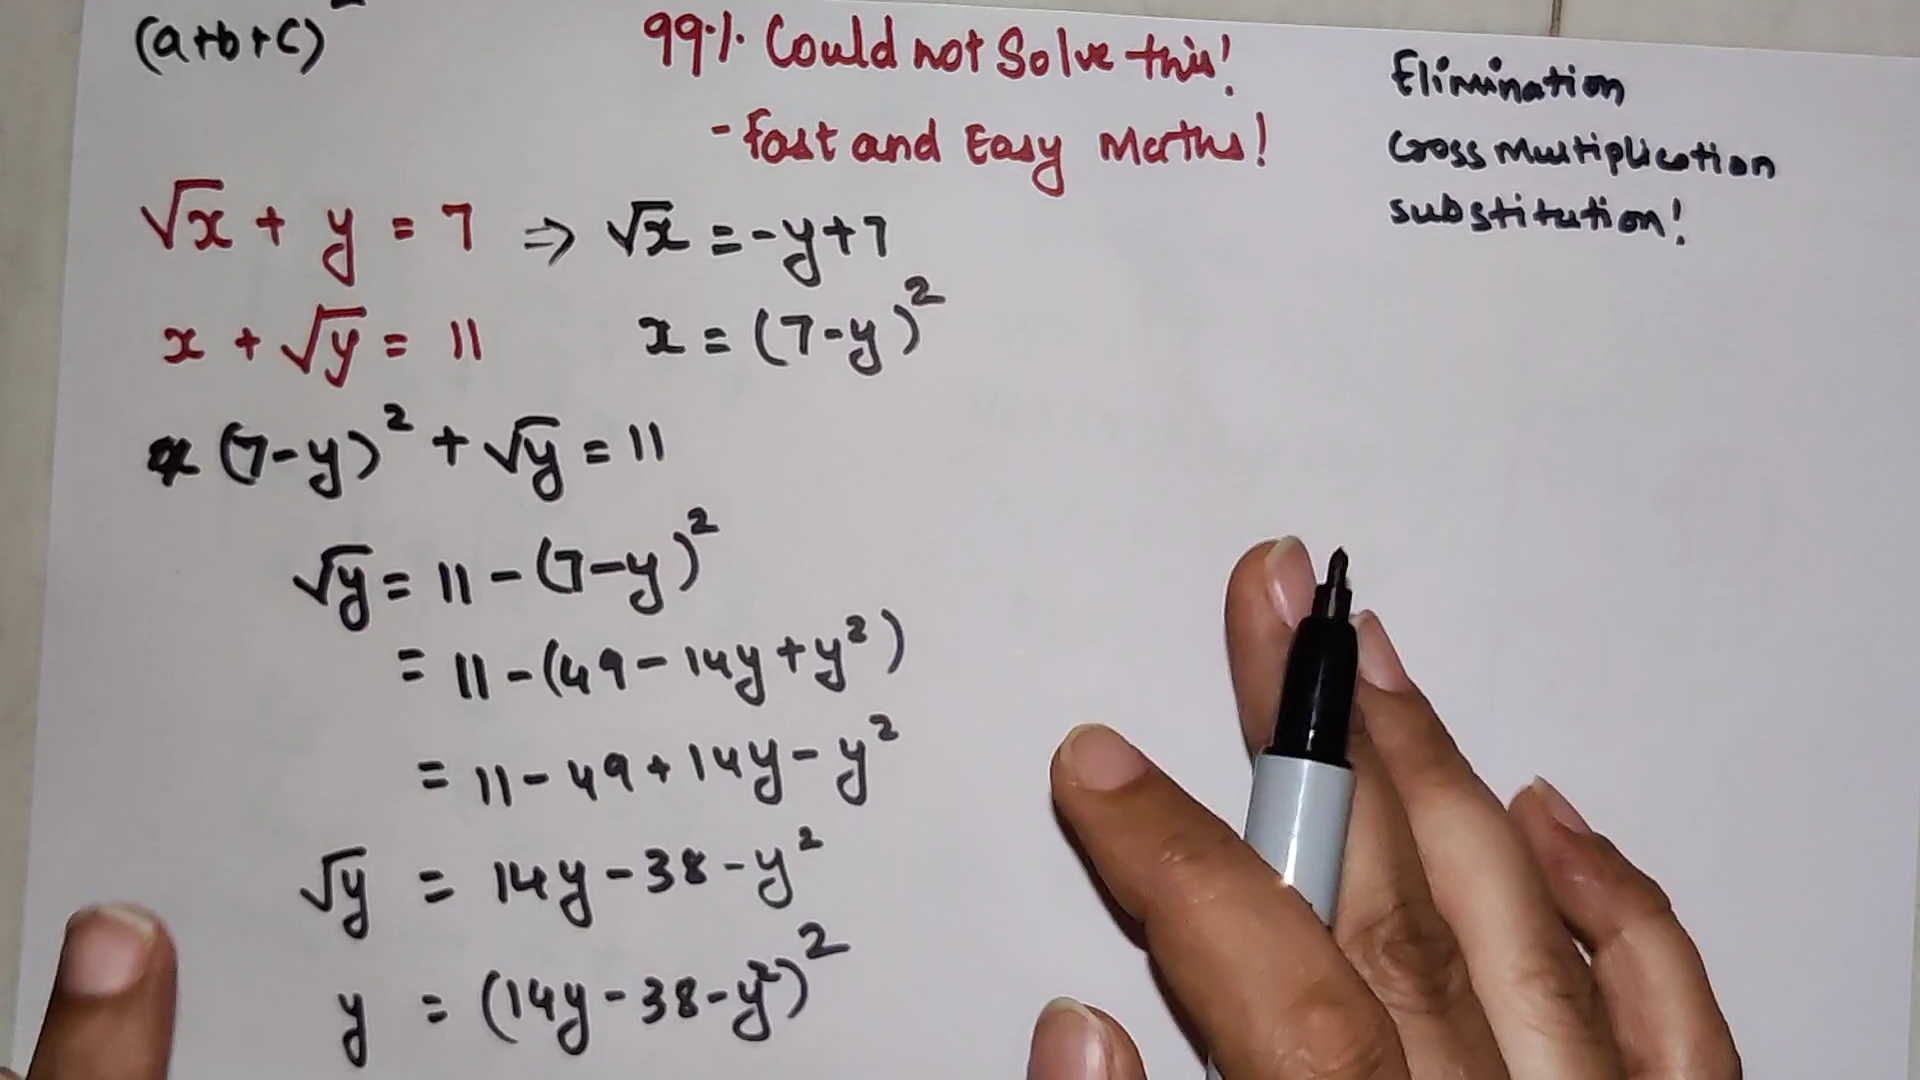 (a+b+c)²
99·1. Could not Solve this!
- Fast and Easy Maths!
Elimination
Cross Multiplication
substitution!
√x + y = 7 ⇒ √x = -y+7
x + √y = 11 x = (7-y)²
(7-y)² + √y = 11
√y = 11 - (7-y)²
= 11 - (49 - 14y + y²)
= 11 - 49 + 14y - y²
√y = 14y - 38 - y²
y = (14y - 38 - y²)²